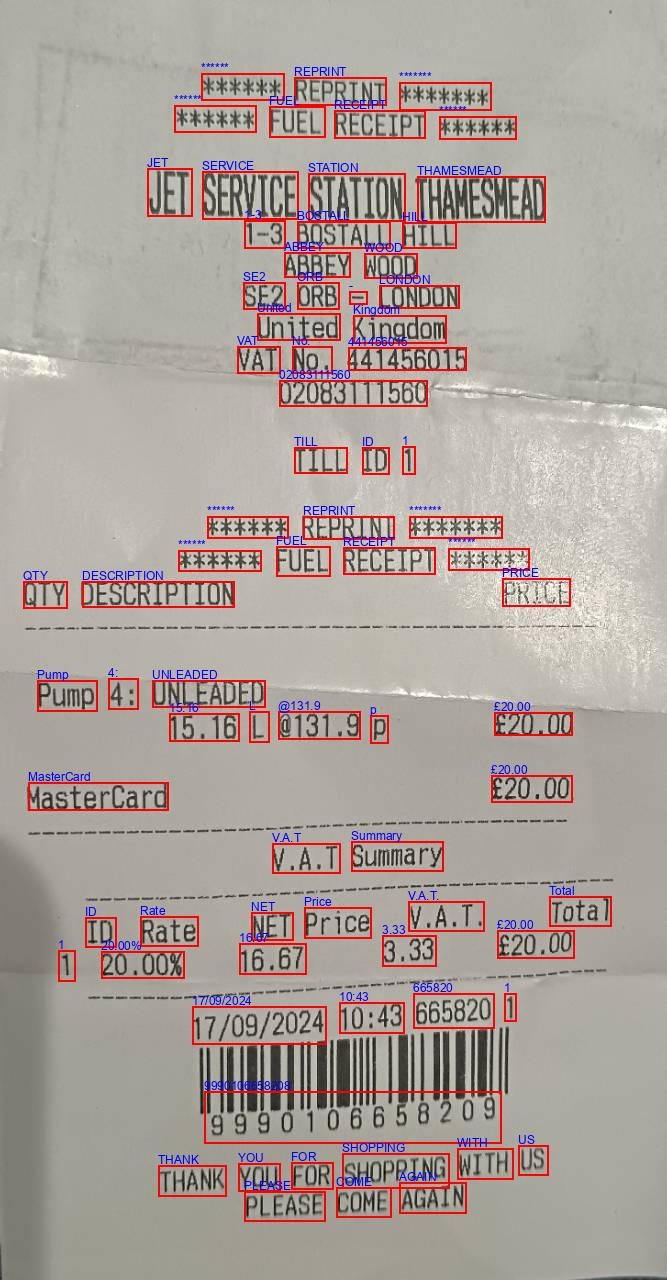 ****** REPRINT *******
****** FUEL RECEIPT ******
JET SERVICE STATION THAMESMEAD
1-3 BOSTALL HILL
ABBEY WOOD
SE2 ORB - LONDON
United Kingdom
VAT No. 441456015
02083111560
TILL ID 1
****** REPRINT *******
****** FUEL RECEIPT ******
QTY DESCRIPTION PRICE
Pump 4: UNLEADED
15.16 L @131.9 p £20.00
MasterCard £20.00
V.A.T Summary
ID Rate NET Price V.A.T. Total
1 20.00% 16.67 3.33 £20.00
17/09/2024 10:43 665820 1
9990106658209
THANK YOU FOR SHOPPING WITH US
PLEASE COME AGAIN